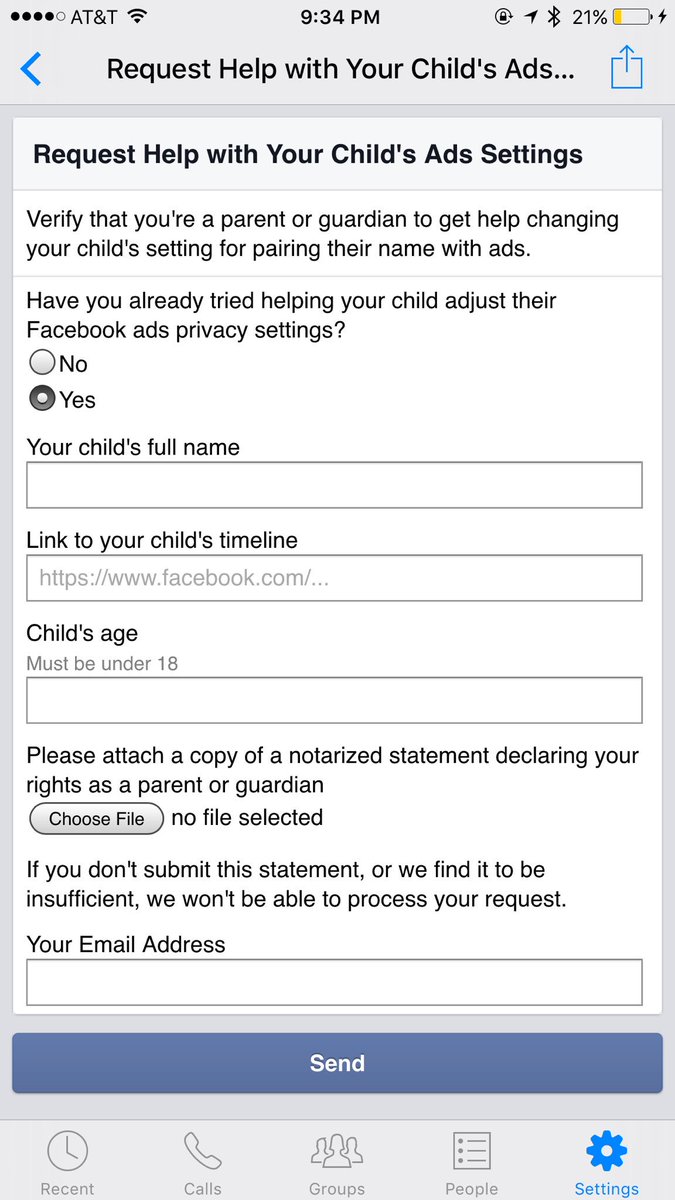 AT&T 9:34 PM 21%
Request Help with Your Child's Ads...
Request Help with Your Child's Ads Settings
Verify that you're a parent or guardian to get help changing
your child's setting for pairing their name with ads.
Have you already tried helping your child adjust their
Facebook ads privacy settings?
No
Yes
Your child's full name
Link to your child's timeline
https://www.facebook.com/...
Child's age
Must be under 18
Please attach a copy of a notarized statement declaring your
rights as a parent or guardian
Choose File no file selected
If you don't submit this statement, or we find it to be
insufficient, we won't be able to process your request.
Your Email Address
Send
Recent Calls Groups People Settings